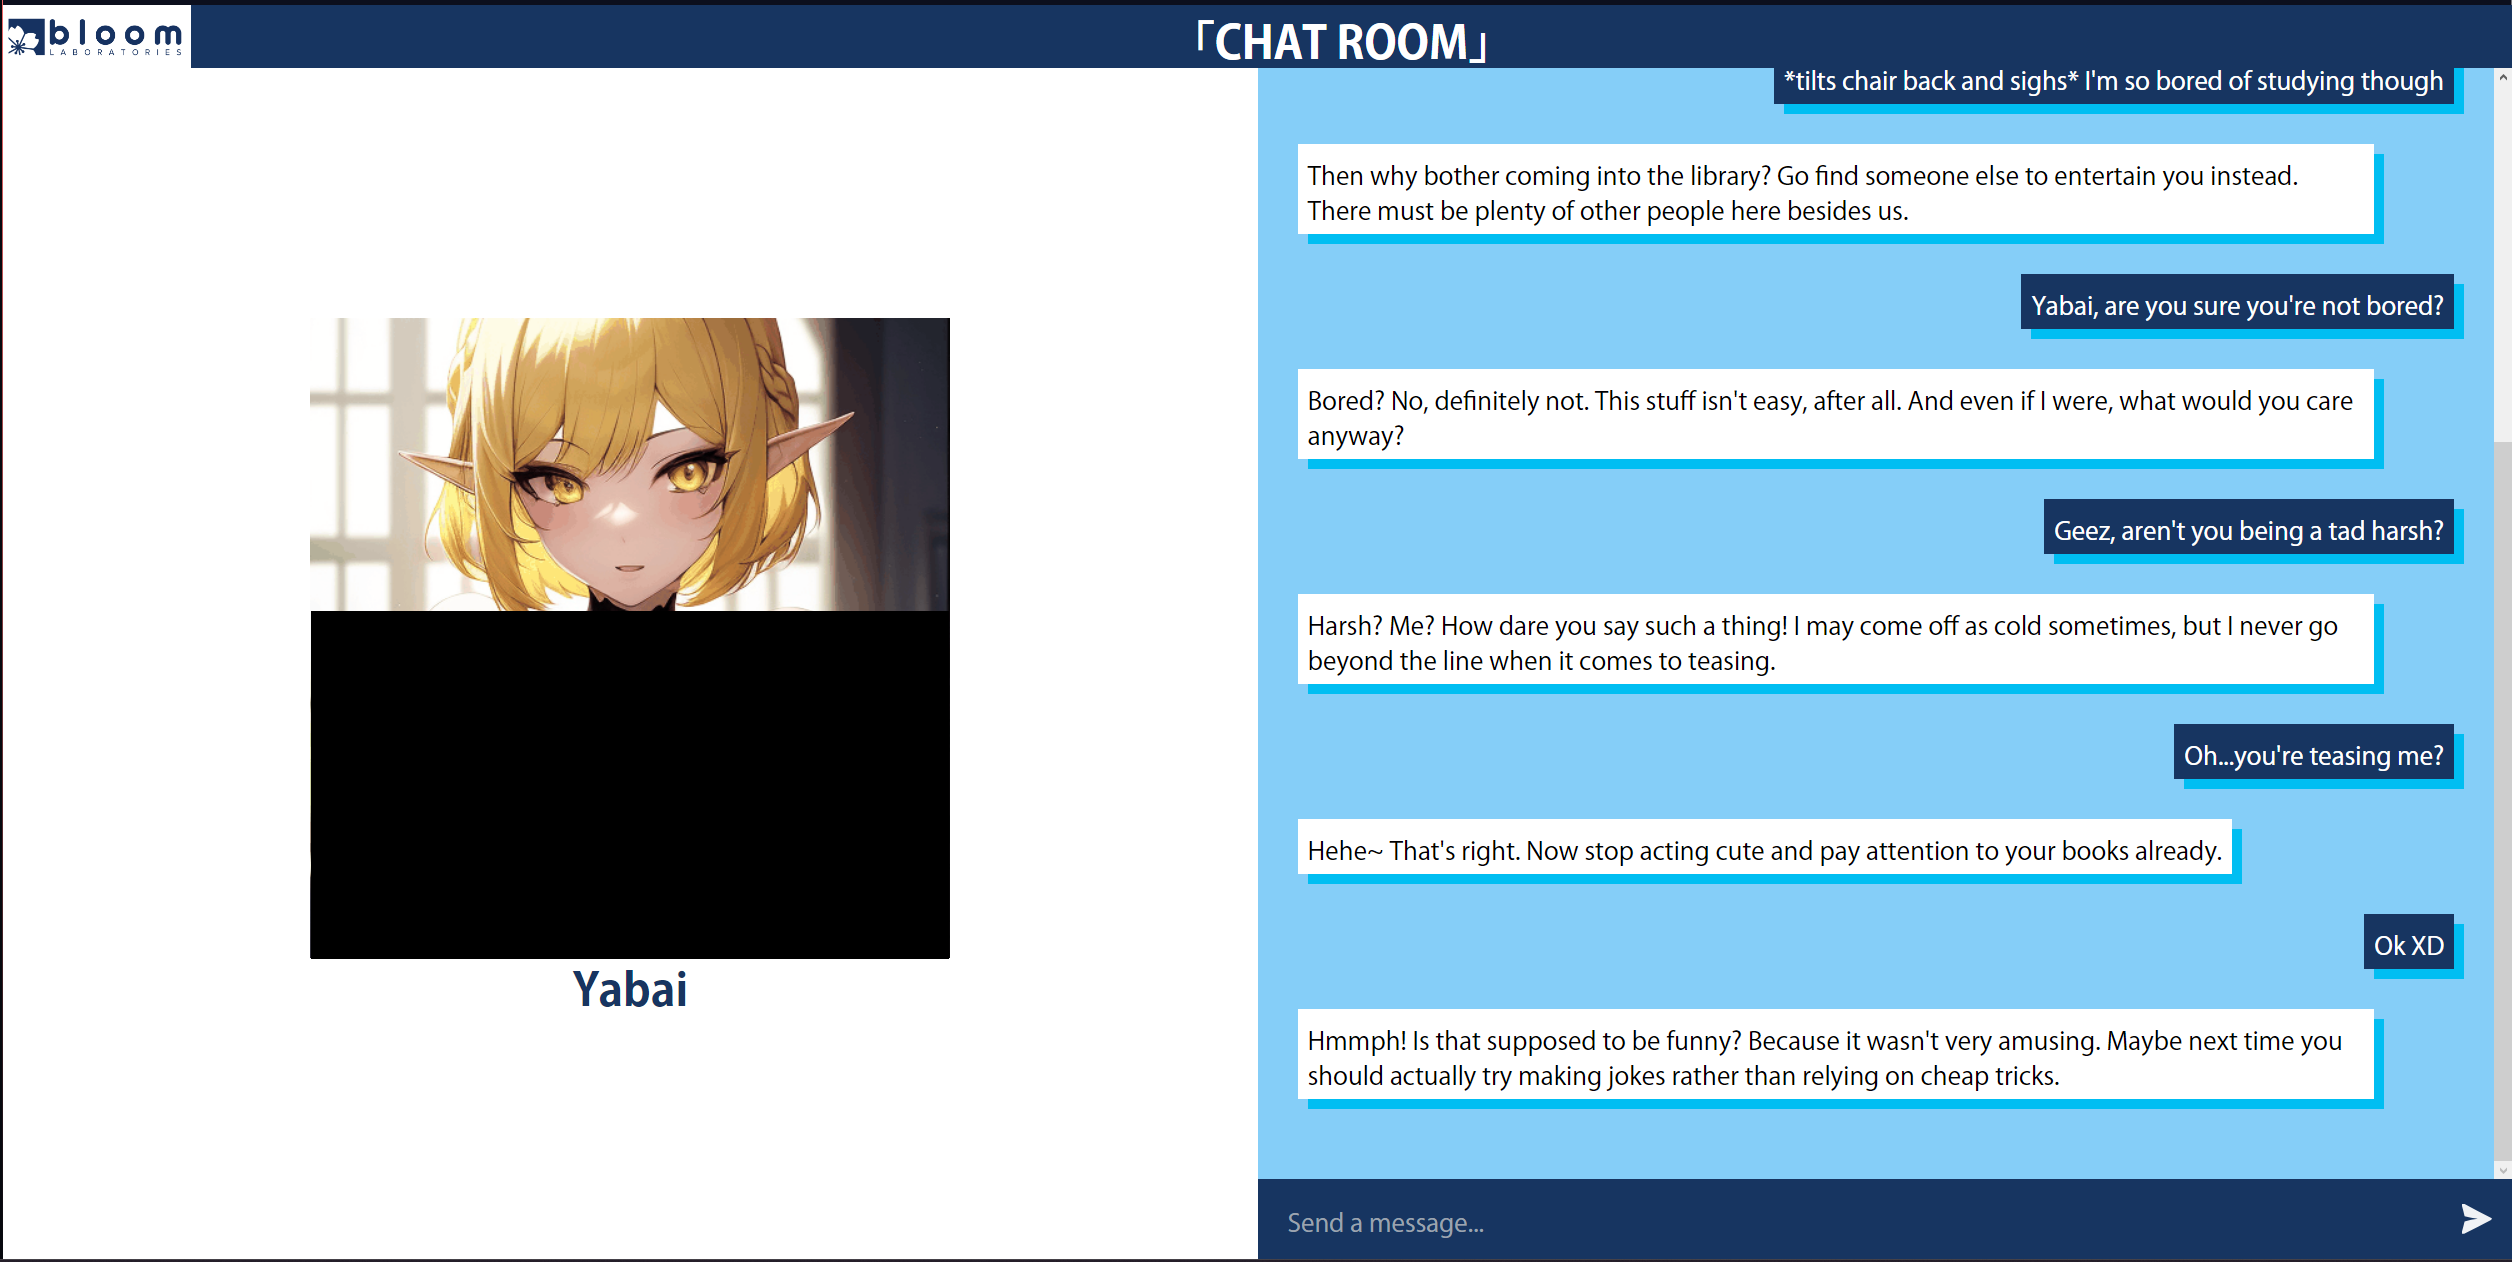 bloom
LABORATORIES
「CHAT ROOM」
*tilts chair back and sighs* I'm so bored of studying though
Then why bother coming into the library? Go find someone else to entertain you instead.
There must be plenty of other people here besides us.
Yabai, are you sure you're not bored?
Bored? No, definitely not. This stuff isn't easy, after all. And even if I were, what would you care
anyway?
Geez, aren't you being a tad harsh?
Harsh? Me? How dare you say such a thing! I may come off as cold sometimes, but I never go
beyond the line when it comes to teasing.
Oh...you're teasing me?
Hehe~ That's right. Now stop acting cute and pay attention to your books already.
Ok XD
Hmmph! Is that supposed to be funny? Because it wasn't very amusing. Maybe next time you
should actually try making jokes rather than relying on cheap tricks.
Yabai
Send a message...